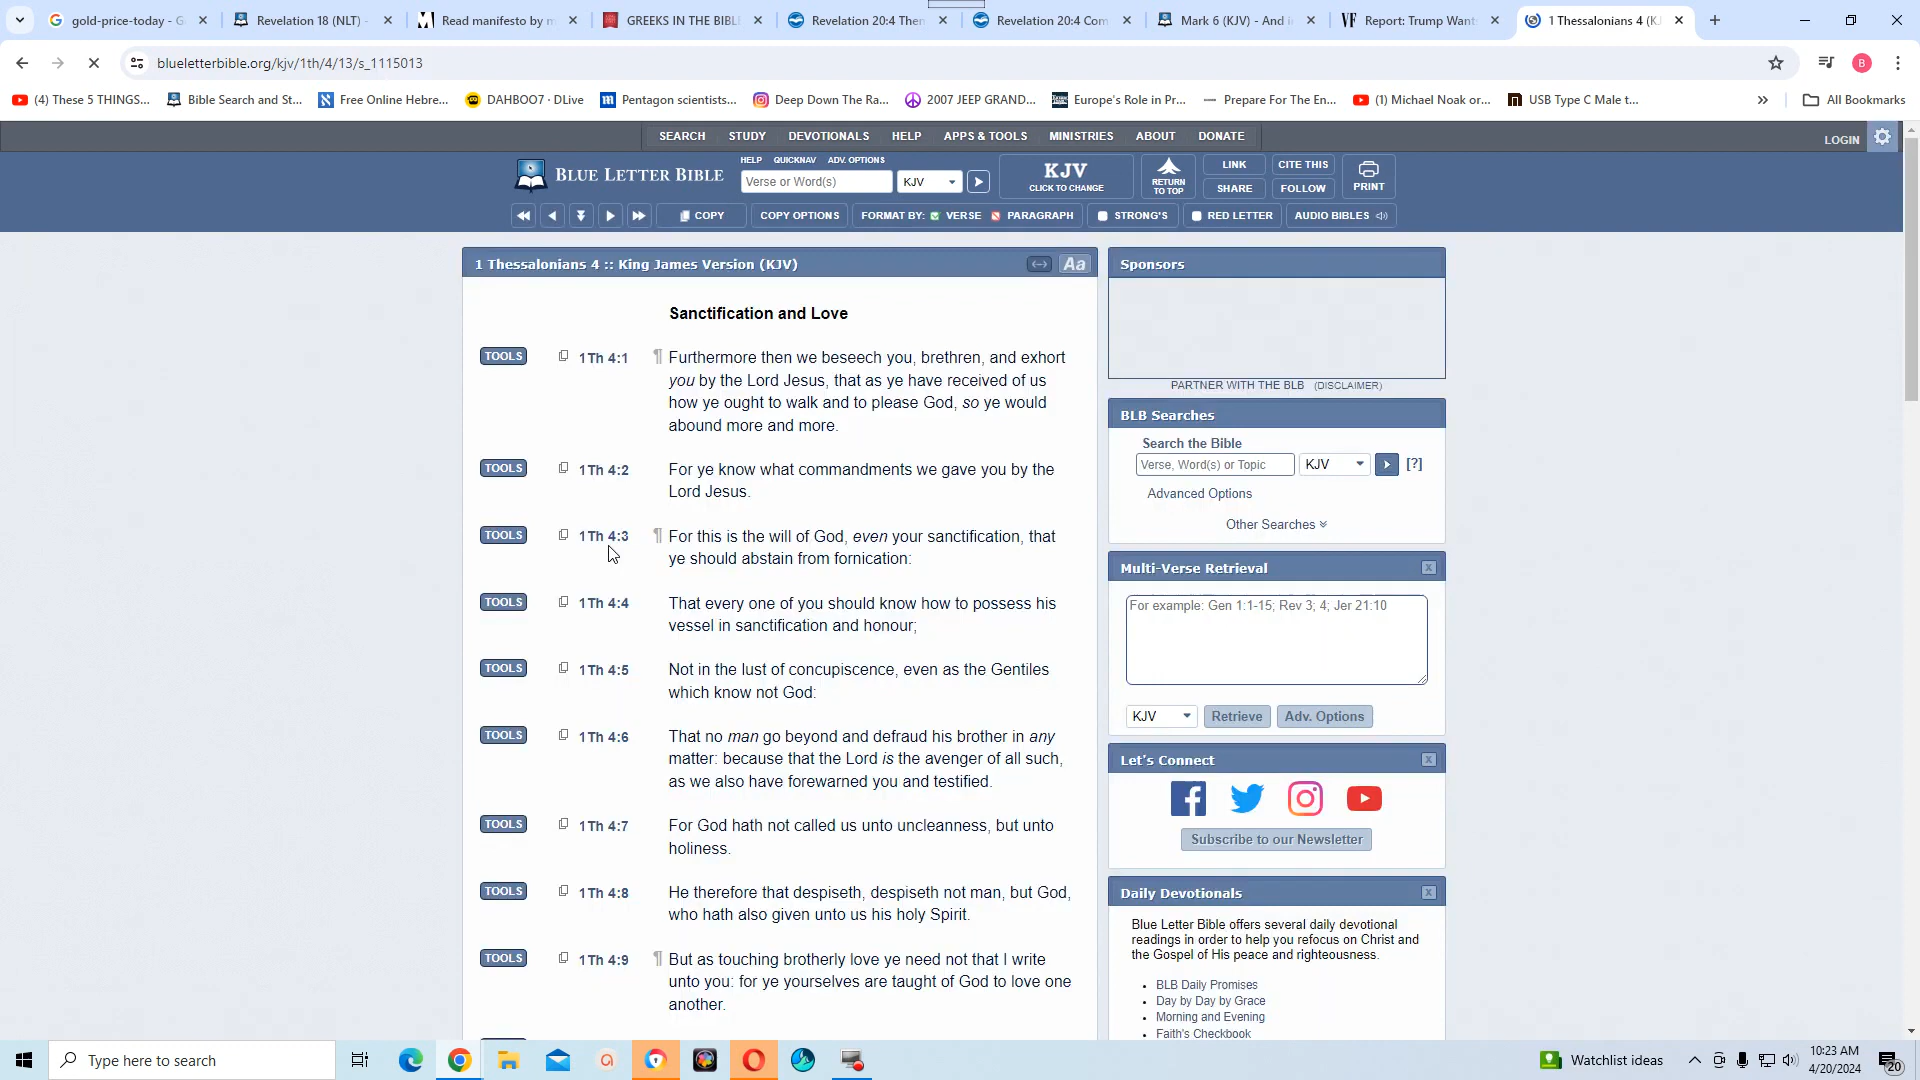 gold-price-today - G
Revelation 18 (NLT) -
Read manifesto by m
GREEKS IN THE BIBL
Revelation 20:4 Then
Revelation 20:4 Com
Mark 6 (KJV) - And i
VF Report: Trump Want
1 Thessalonians 4 (K
blueletterbible.org/kjv/1th/4/13/s_1115013
B
(4) These 5 THINGS...
Bible Search and St...
Free Online Hebre...
DAHBOO7 · DLive
Pentagon scientists...
Deep Down The Ra...
2007 JEEP GRAND...
Europe's Role in Pr...
Prepare For The En...
(1) Michael Noak or...
USB Type C Male t...
All Bookmarks
SEARCH STUDY DEVOTIONALS HELP APPS & TOOLS MINISTRIES ABOUT DONATE
LOGIN
BLUE LETTER BIBLE
HELP QUICKNAV ADV. OPTIONS
Verse or Word(s) KJV
KJV
CLICK TO CHANGE
RETURN
TO TOP
LINK CITE THIS
SHARE FOLLOW
PRINT
COPY COPY OPTIONS FORMAT BY: VERSE PARAGRAPH STRONG'S RED LETTER AUDIO BIBLES
1 Thessalonians 4 :: King James Version (KJV)
Aa
Sanctification and Love
TOOLS 1Th 4:1 ¶ Furthermore then we beseech you, brethren, and exhort
you by the Lord Jesus, that as ye have received of us
how ye ought to walk and to please God, so ye would
abound more and more.
TOOLS 1Th 4:2 For ye know what commandments we gave you by the
Lord Jesus.
TOOLS 1Th 4:3 ¶ For this is the will of God, even your sanctification, that
ye should abstain from fornication:
TOOLS 1Th 4:4 That every one of you should know how to possess his
vessel in sanctification and honour;
TOOLS 1Th 4:5 Not in the lust of concupiscence, even as the Gentiles
which know not God:
TOOLS 1Th 4:6 That no man go beyond and defraud his brother in any
matter: because that the Lord is the avenger of all such,
as we also have forewarned you and testified.
TOOLS 1Th 4:7 For God hath not called us unto uncleanness, but unto
holiness.
TOOLS 1Th 4:8 He therefore that despiseth, despiseth not man, but God,
who hath also given unto us his holy Spirit.
TOOLS 1Th 4:9 ¶ But as touching brotherly love ye need not that I write
unto you: for ye yourselves are taught of God to love one
another.
Sponsors
PARTNER WITH THE BLB (DISCLAIMER)
BLB Searches
Search the Bible
Verse, Word(s) or Topic KJV [?]
Advanced Options
Other Searches
Multi-Verse Retrieval
For example: Gen 1:1-15; Rev 3; 4; Jer 21:10
KJV Retrieve Adv. Options
Let's Connect
Subscribe to our Newsletter
Daily Devotionals
Blue Letter Bible offers several daily devotional
readings in order to help you refocus on Christ and
the Gospel of His peace and righteousness.
BLB Daily Promises
Day by Day by Grace
Morning and Evening
Faith's Checkbook
Type here to search
Watchlist ideas
10:23 AM
4/20/2024
20